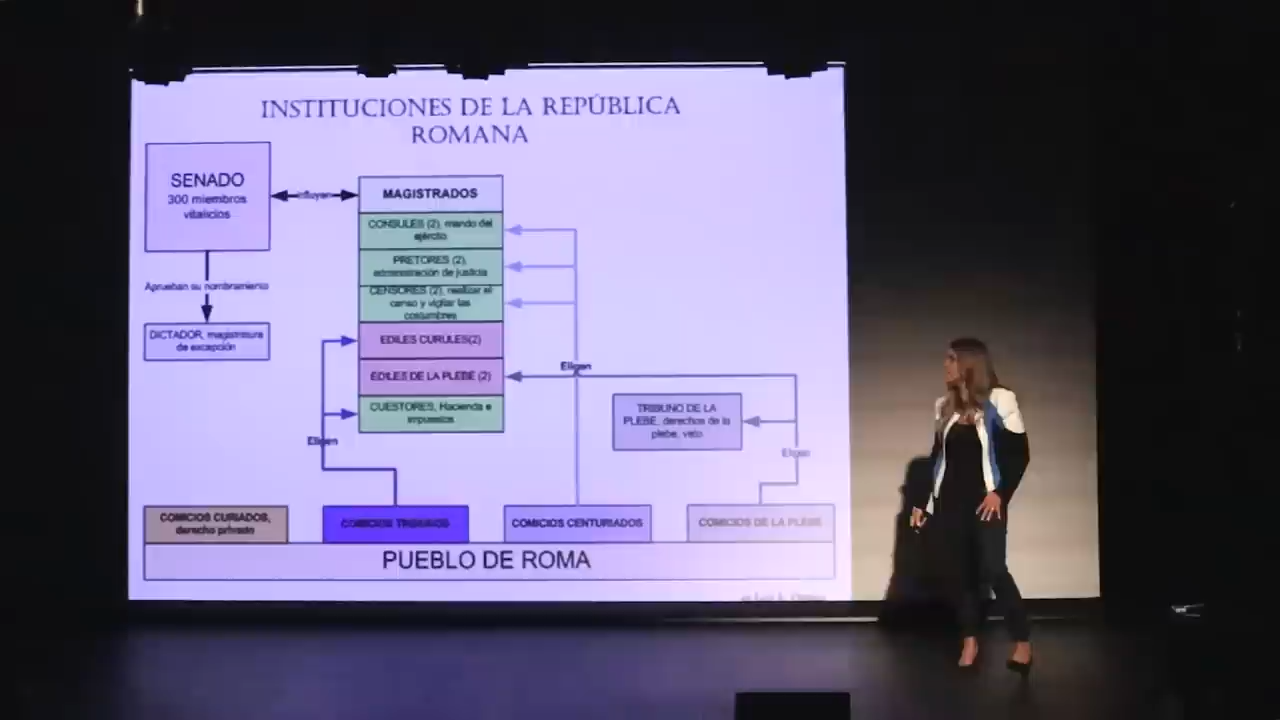 INSTITUCIONES DE LA REPÚBLICA
ROMANA
SENADO
300 miembros
vitalicios
influyen
MAGISTRADOS
CONSULES (2), mando del
ejército
PRETORES (2),
administración de justicia
CENSORES (2), realizar el
censo y vigilar las
costumbres
EDILES CURULES(2)
EDILES DE LA PLEBE (2)
CUESTORES, Hacienda e
impuestos
Aprueban su nombramiento
DICTADOR, magistratura
de excepción
Eligen
Eligen
TRIBUNO DE LA
PLEBE, derechos de la
plebe, veto
Eligen
COMICIOS CURIADOS,
derecho privado
COMICIOS TRIBUNOS
COMICIOS CENTURIADOS
COMICIOS DE LA PLEBE
PUEBLO DE ROMA